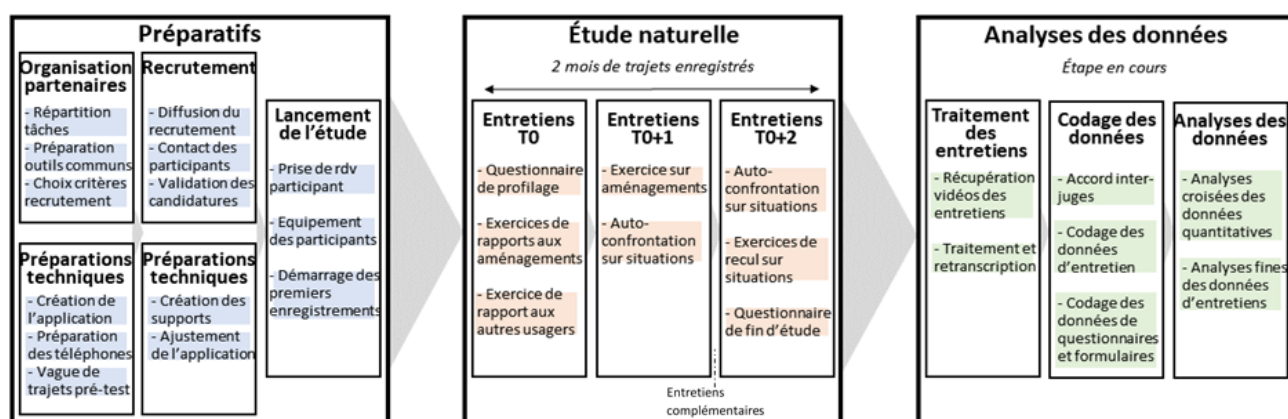 Préparatifs
Organisation
partenaires
- Répartition
tâches
- Préparation
outils communs
- Choix critères
recrutement
Recrutement
- Diffusion du
recrutement
- Contact des
participants
- Validation des
candidatures
Préparations
techniques
- Création de
l'application
- Préparation
des téléphones
- Vague de
trajets pré-test
Préparations
techniques
- Création des
supports
- Ajustement
de l'application
Lancement
de l'étude
- Prise de rdv
participant
- Equipement
des participants
- Démarrage des
premiers
enregistrements
Étude naturelle
2 mois de trajets enregistrés
Entretiens
T0
- Questionnaire
de profilage
- Exercices de
rapports aux
aménagements
- Exercice de
rapport aux
autres usagers
Entretiens
T0+1
- Exercice sur
aménagements
- Auto-
confrontation
sur situations
Entretiens
T0+2
- Auto-
confrontation
sur situations
- Exercices de
recul sur
situations
- Questionnaire
de fin d'étude
Entretiens
complémentaires
Analyses des données
Étape en cours
Traitement
des
entretiens
- Récupération
vidéos des
entretiens
- Traitement et
retranscription
Codage des
données
- Accord inter-
juges
- Codage des
données
d'entretien
- Codage des
données de
questionnaires
et formulaires
Analyses des
données
- Analyses
croisées des
données
quantitatives
- Analyses fines
des données
d'entretiens